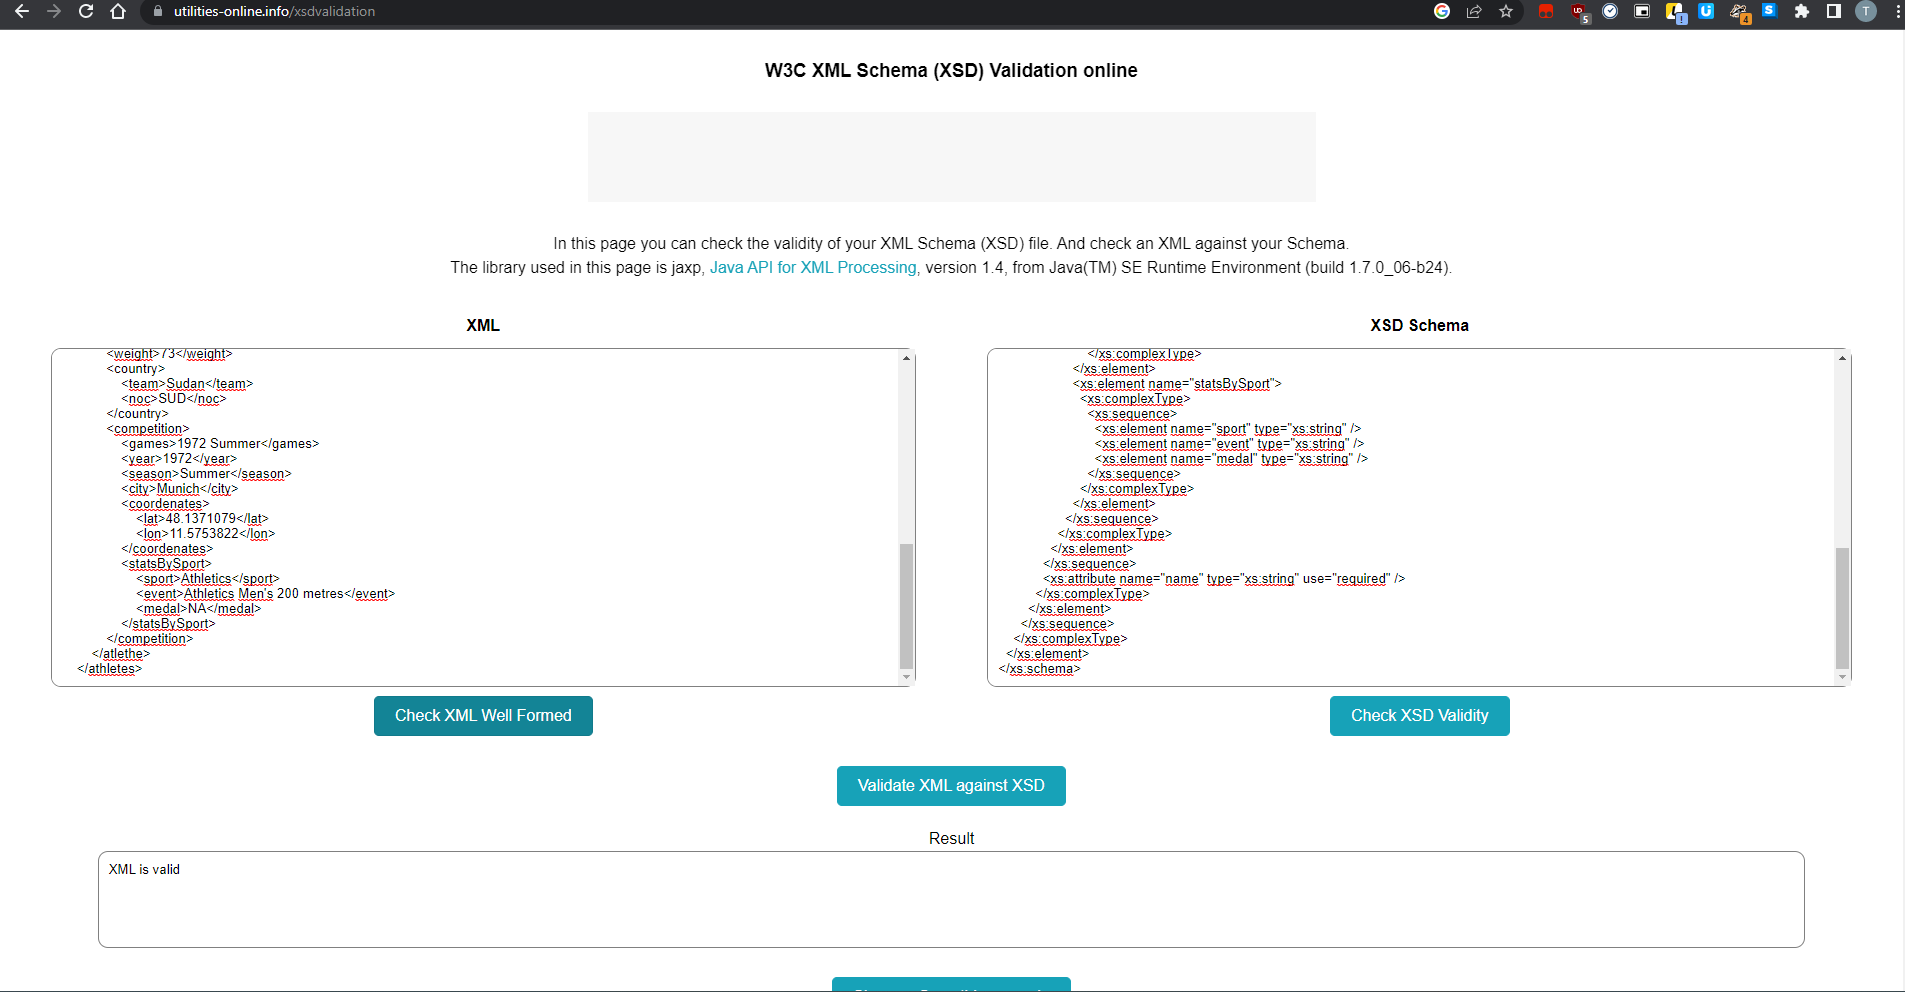 utilities-online.info/xsdvalidation
5
!
4
S
T
W3C XML Schema (XSD) Validation online
In this page you can check the validity of your XML Schema (XSD) file. And check an XML against your Schema.
The library used in this page is jaxp, Java API for XML Processing, version 1.4, from Java(TM) SE Runtime Environment (build 1.7.0_06-b24).
XML
<weight>73</weight>
<country>
<team>Sudan</team>
<noc>SUD</noc>
</country>
<competition>
<games>1972 Summer</games>
<year>1972</year>
<season>Summer</season>
<city>Munich</city>
<coordenates>
<lat>48.1371079</lat>
<lon>11.5753822</lon>
</coordenates>
<statsBySport>
<sport>Athletics</sport>
<event>Athletics Men's 200 metres</event>
<medal>NA</medal>
</statsBySport>
</competition>
</atlethe>
</athletes>
Check XML Well Formed
XSD Schema
</xs:complexType>
</xs:element>
<xs:element name="statsBySport">
<xs:complexType>
<xs:sequence>
<xs:element name="sport" type="xs:string" />
<xs:element name="event" type="xs:string" />
<xs:element name="medal" type="xs:string" />
</xs:sequence>
</xs:complexType>
</xs:element>
</xs:sequence>
</xs:complexType>
</xs:element>
</xs:sequence>
<xs:attribute name="name" type="xs:string" use="required" />
</xs:complexType>
</xs:element>
</xs:sequence>
</xs:complexType>
</xs:element>
</xs:schema>
Check XSD Validity
Validate XML against XSD
Result
XML is valid